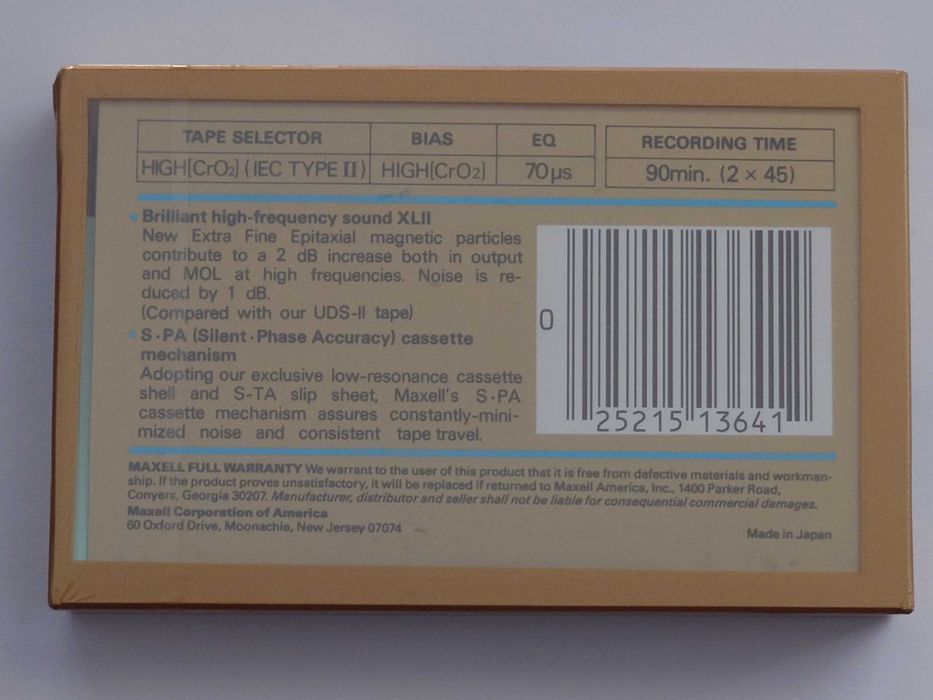 TAPE SELECTOR BIAS EQ RECORDING TIME
HIGH[CrO2] (IEC TYPE II) HIGH[CrO2] 70µs 90min. (2 × 45)
Brilliant high-frequency sound XLII
New Extra Fine Epitaxial magnetic particles
contribute to a 2 dB increase both in output
and MOL at high frequencies. Noise is re-
duced by 1 dB.
(Compared with our UDS-II tape)
S·PA (Silent·Phase Accuracy) cassette
mechanism
Adopting our exclusive low-resonance cassette
shell and S-TA slip sheet, Maxell's S·PA
cassette mechanism assures constantly-mini-
mized noise and consistent tape travel.
0
25215 13641
MAXELL FULL WARRANTY We warrant to the user of this product that it is free from defective materials and workman-
ship. If the product proves unsatisfactory, it will be replaced if returned to Maxell America, Inc., 1400 Parker Road,
Conyers, Georgia 30207. Manufacturer, distributor and seller shall not be liable for consequential commercial damages.
Maxell Corporation of America
60 Oxford Drive, Moonachie, New Jersey 07074
Made in Japan